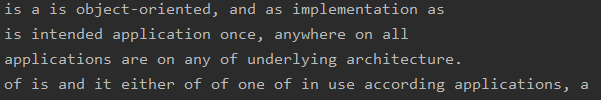 is a is object-oriented, and as implementation as
is intended application once, anywhere on all
applications are on any of underlying architecture.
of is and it either of of one of in use according applications, a